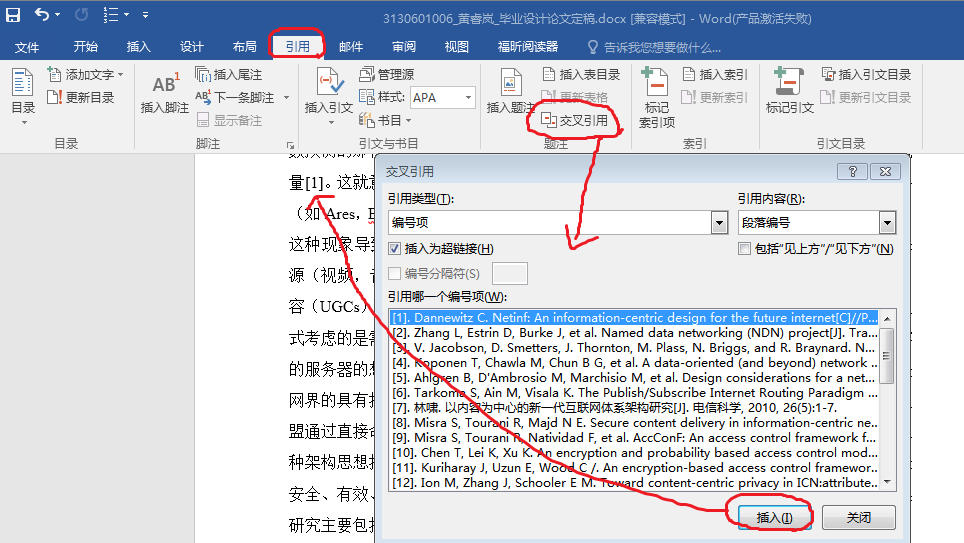 3130601006_黄睿岚_毕业设计论文定稿.docx [兼容模式] - Word(产品激活失败)
文件 开始 插入 设计 布局 引用 邮件 审阅 视图 福昕阅读器 告诉我您想要做什么...
目录
添加文字
更新目录
目录
AB1
插入脚注
插入尾注
下一条脚注
显示备注
脚注
插入引文
管理源
样式: APA
书目
引文与书目
插入题注
插入表目录
更新表格
交叉引用
题注
标记
索引项
插入索引
更新索引
索引
标记引文
插入引文目录
更新引文目录
引文目录
量[1]。这就意
（如 Ares，
这种现象导致
源（视频，音
容（UGCs）
式考虑的是需
的服务器的想
网界的具有
盟通过直接
种架构思想
安全、有效、
研究主要包括
交叉引用
引用类型(T): 引用内容(R):
编号项 段落编号
插入为超链接(H) 包括“见上方”/“见下方”(N)
编号分隔符(S)
引用哪一个编号项(W):
[1]. Dannewitz C. Netinf: An information-centric design for the future internet[C]//P...
[2]. Zhang L, Estrin D, Burke J, et al. Named data networking (NDN) project[J]. Tra...
[3]. V. Jacobson, D. Smetters, J. Thornton, M. Plass, N. Briggs, and R. Braynard. N...
[4]. Koponen T, Chawla M, Chun B G, et al. A data-oriented (and beyond) network ...
[5]. Ahlgren B, D'Ambrosio M, Marchisio M, et al. Design considerations for a net...
[6]. Tarkoma S, Ain M, Visala K. The Publish/Subscribe Internet Routing Paradigm ...
[7]. 林啸. 以内容为中心的新一代互联网体系架构研究[J]. 电信科学, 2010, 26(5):1-7.
[8]. Misra S, Tourani R, Majd N E. Secure content delivery in information-centric ne...
[9]. Misra S, Tourani R, Natividad F, et al. AccConF: An access control framework f...
[10]. Chen T, Lei K, Xu K. An encryption and probability based access control mod...
[11]. Kuriharay J, Uzun E, Wood C /. An encryption-based access control framewor...
[12]. Ion M, Zhang J, Schooler E M. Toward content-centric privacy in ICN:attribute...
插入(I) 关闭